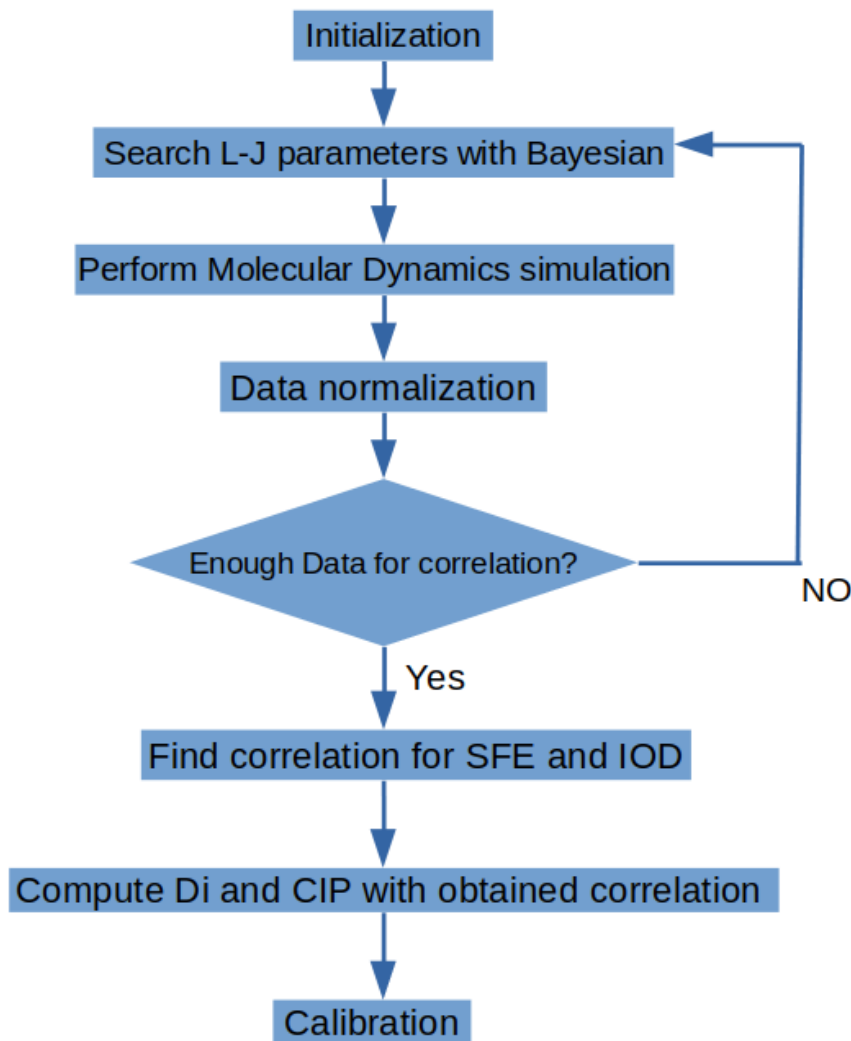 Initialization
Search L-J parameters with Bayesian
Perform Molecular Dynamics simulation
Data normalization
Enough Data for correlation?
NO
Yes
Find correlation for SFE and IOD
Compute Di and CIP with obtained correlation
Calibration